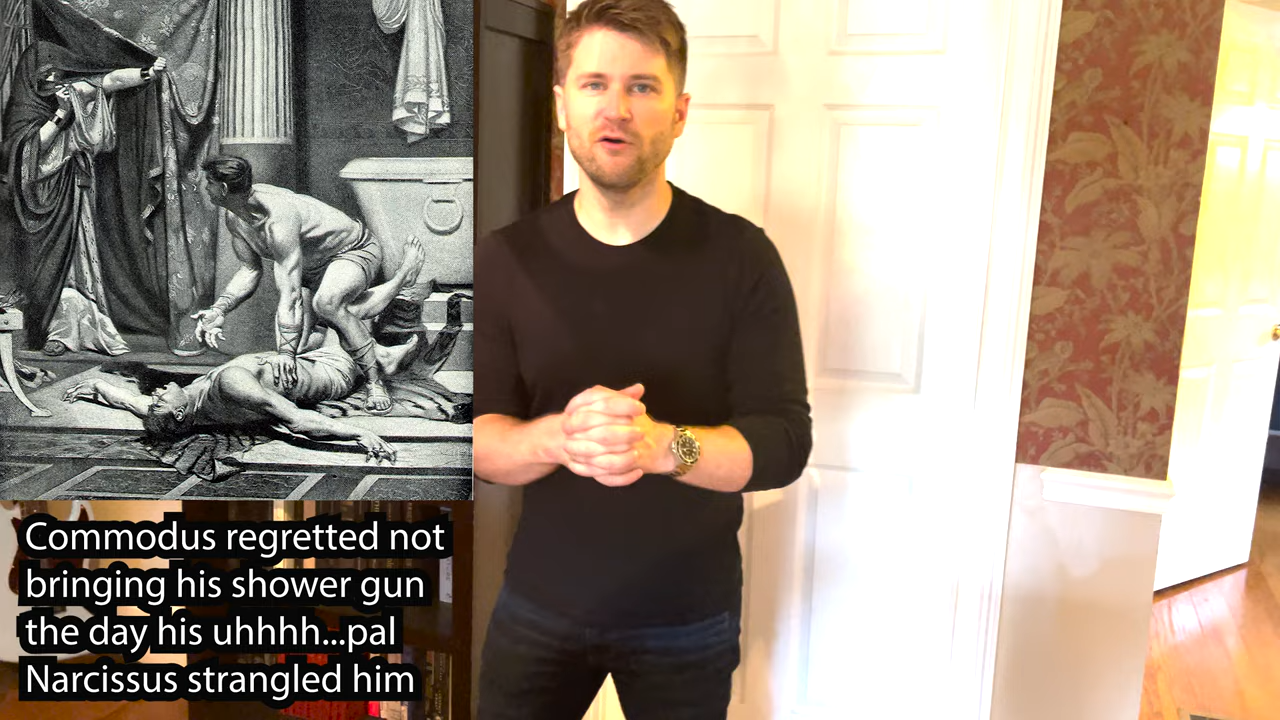 Commodus regretted not
bringing his shower gun
the day his uhhhh...pal
Narcissus strangled him